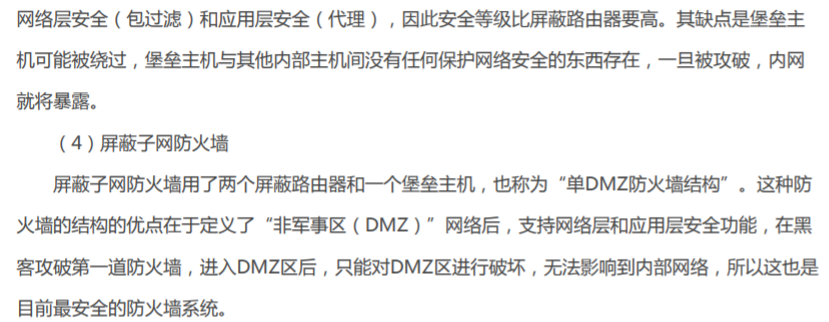 网络层安全（包过滤）和应用层安全（代理），因此安全等级比屏蔽路由器要高。其缺点是堡垒主
机可能被绕过，堡垒主机与其他内部主机间没有任何保护网络安全的东西存在，一旦被攻破，内网
就将暴露。
（4）屏蔽子网防火墙
屏蔽子网防火墙用了两个屏蔽路由器和一个堡垒主机，也称为“单DMZ防火墙结构”。这种防
火墙的结构的优点在于定义了“非军事区（DMZ）”网络后，支持网络层和应用层安全功能，在黑
客攻破第一道防火墙，进入DMZ区后，只能对DMZ区进行破坏，无法影响到内部网络，所以这也是
目前最安全的防火墙系统。